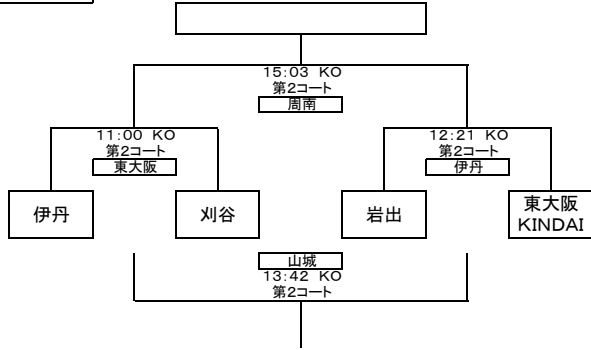 15:03 KO
第2コート
周南
11:00 KO
第2コート
東大阪
12:21 KO
第2コート
伊丹
伊丹
刈谷
岩出
東大阪
KINDAI
山城
13:42 KO
第2コート